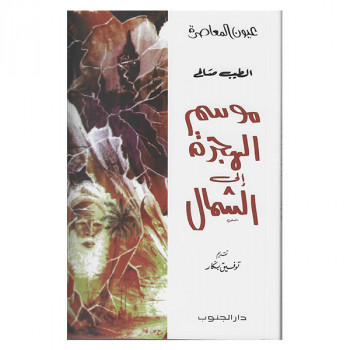 عيون المعاصرة
الطيب صالح
موسم
الهجرة
إلى
الشمال
تقديم
توفيق بكار
دار الجنوب